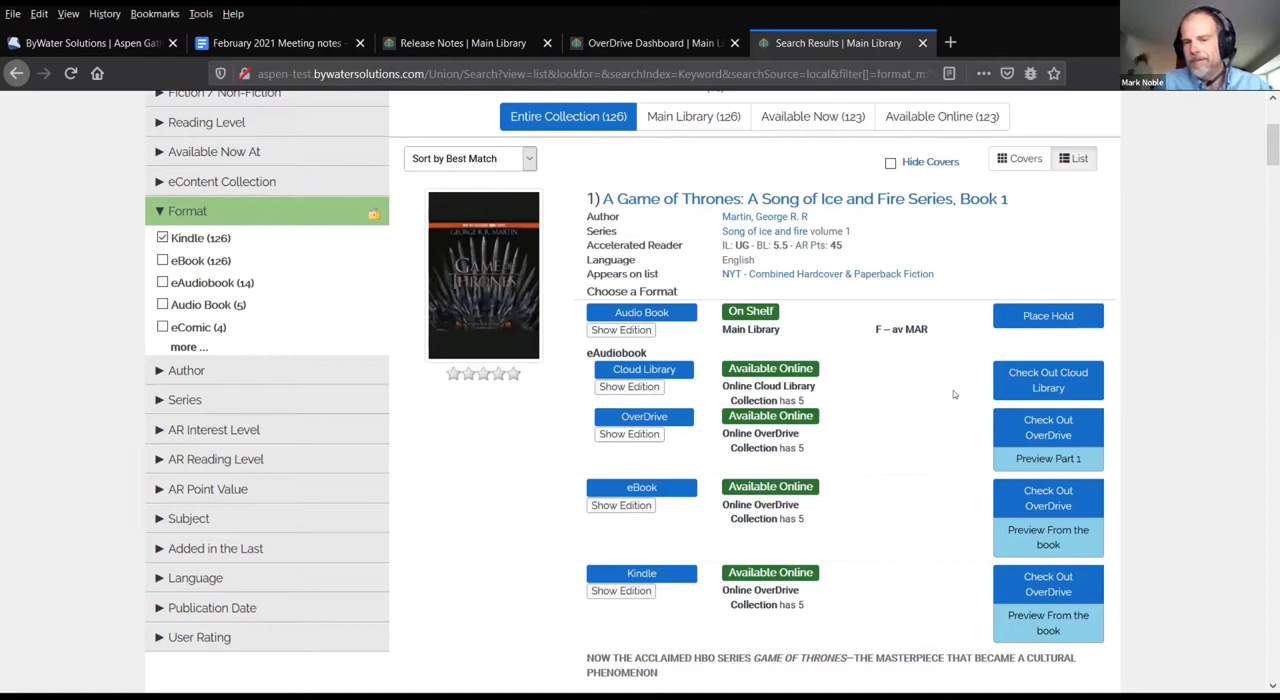 File Edit View History Bookmarks Tools Help
ByWater Solutions | Aspen Gath
February 2021 Meeting notes -
Release Notes | Main Library
OverDrive Dashboard | Main L
Search Results | Main Library
aspen-test.bywatersolutions.com/Union/Search?view=list&lookfor=&searchIndex=Keyword&searchSource=local&filter[]=format_m
Mark Noble
Fiction / Non-Fiction
Reading Level
Available Now At
eContent Collection
Format
Kindle (126)
eBook (126)
eAudiobook (14)
Audio Book (5)
eComic (4)
more ...
Author
Series
AR Interest Level
AR Reading Level
AR Point Value
Subject
Added in the Last
Language
Publication Date
User Rating
Entire Collection (126) Main Library (126) Available Now (123) Available Online (123)
Sort by Best Match
Hide Covers
Covers List
GEORGE R.R. MARTIN
GAME OF
THRONES
1) A Game of Thrones: A Song of Ice and Fire Series, Book 1
Author Martin, George R. R
Series Song of ice and fire volume 1
Accelerated Reader IL: UG - BL: 5.5 - AR Pts: 45
Language English
Appears on list NYT - Combined Hardcover & Paperback Fiction
Choose a Format
Audio Book On Shelf Place Hold
Show Edition Main Library F – av MAR
eAudiobook
Cloud Library Available Online Check Out Cloud
Show Edition Online Cloud Library Library
Collection has 5
OverDrive Available Online Check Out
Show Edition Online OverDrive OverDrive
Collection has 5 Preview Part 1
eBook Available Online Check Out
Show Edition Online OverDrive OverDrive
Collection has 5 Preview From the
book
Kindle Available Online Check Out
Show Edition Online OverDrive OverDrive
Collection has 5 Preview From the
book
NOW THE ACCLAIMED HBO SERIES GAME OF THRONES—THE MASTERPIECE THAT BECAME A CULTURAL
PHENOMENON